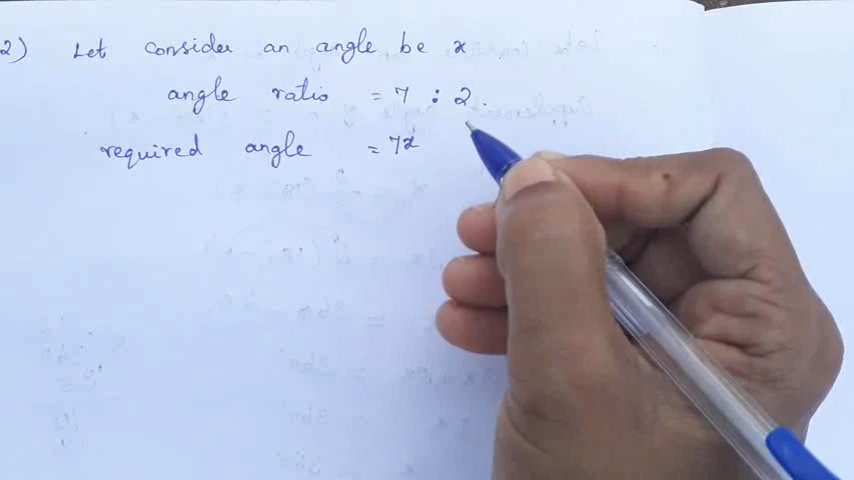 2) Let consider an angle be x
angle ratio = 7 : 2.
required angle = 7x